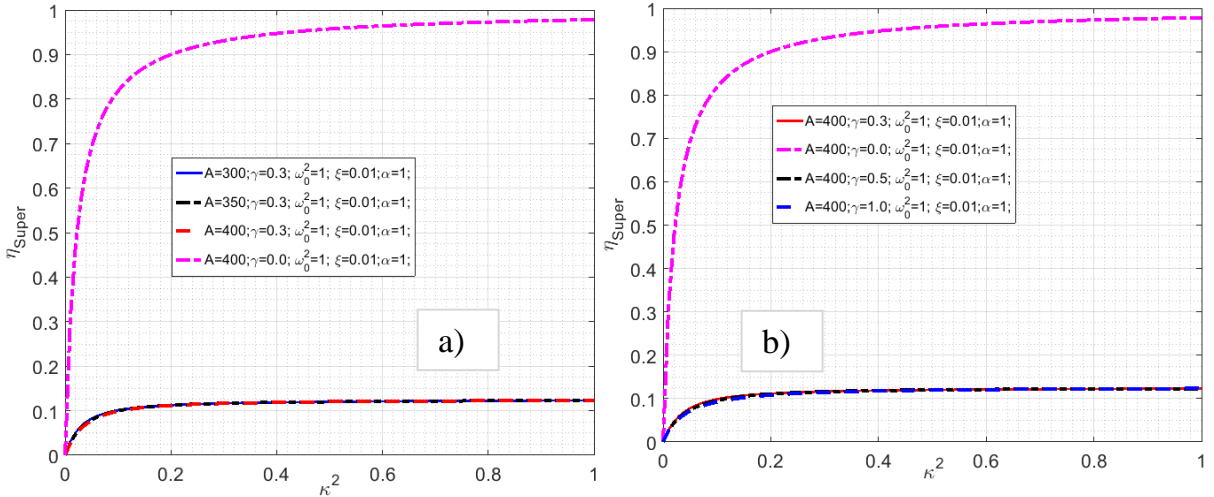 1
0.9
0.8
0.7
0.6
0.5
0.4
0.3
0.2
0.1
0
η_Super
A=300;γ=0.3; ω₀²=1; ξ=0.01;α=1;
A=350;γ=0.3; ω₀²=1; ξ=0.01;α=1;
A=400;γ=0.3; ω₀²=1; ξ=0.01;α=1;
A=400;γ=0.0; ω₀²=1; ξ=0.01;α=1;
a)
0 0.2 0.4 0.6 0.8 1
κ²
1
0.9
0.8
0.7
0.6
0.5
0.4
0.3
0.2
0.1
0
η_Super
A=400;γ=0.3; ω₀²=1; ξ=0.01;α=1;
A=400;γ=0.0; ω₀²=1; ξ=0.01;α=1;
A=400;γ=0.5; ω₀²=1; ξ=0.01;α=1;
A=400;γ=1.0; ω₀²=1; ξ=0.01;α=1;
b)
0 0.2 0.4 0.6 0.8 1
κ²